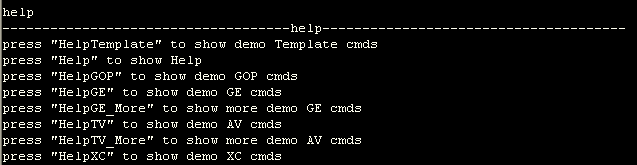 help
------------------------------------help--------------------------------------
press "HelpTemplate" to show demo Template cmds
press "Help" to show Help
press "HelpGOP" to show demo GOP cmds
press "HelpGE" to show demo GE cmds
press "HelpGE_More" to show more demo GE cmds
press "HelpTV" to show demo AV cmds
press "HelpTV_More" to show more demo AV cmds
press "HelpXC" to show demo XC cmds